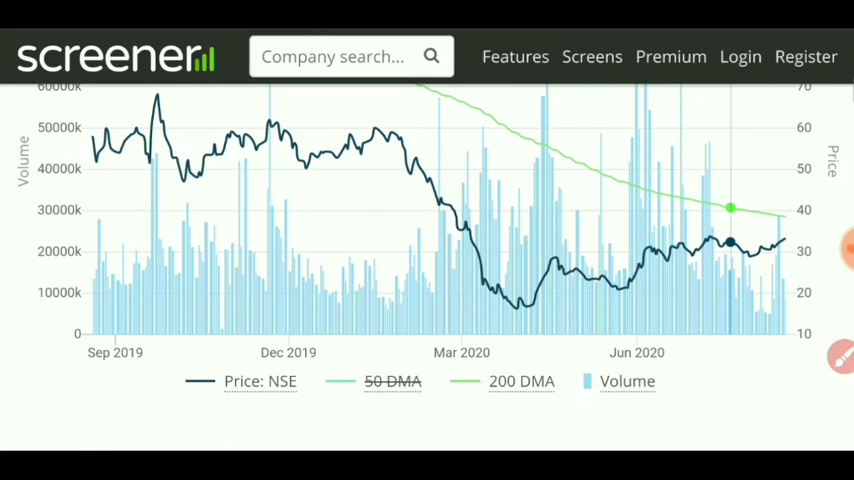 screener
Company search...
Features Screens Premium Login Register
60000k
50000k
40000k
30000k
20000k
10000k
0
Volume
70
60
50
40
30
20
10
Price
Sep 2019 Dec 2019 Mar 2020 Jun 2020
Price: NSE 50 DMA 200 DMA Volume